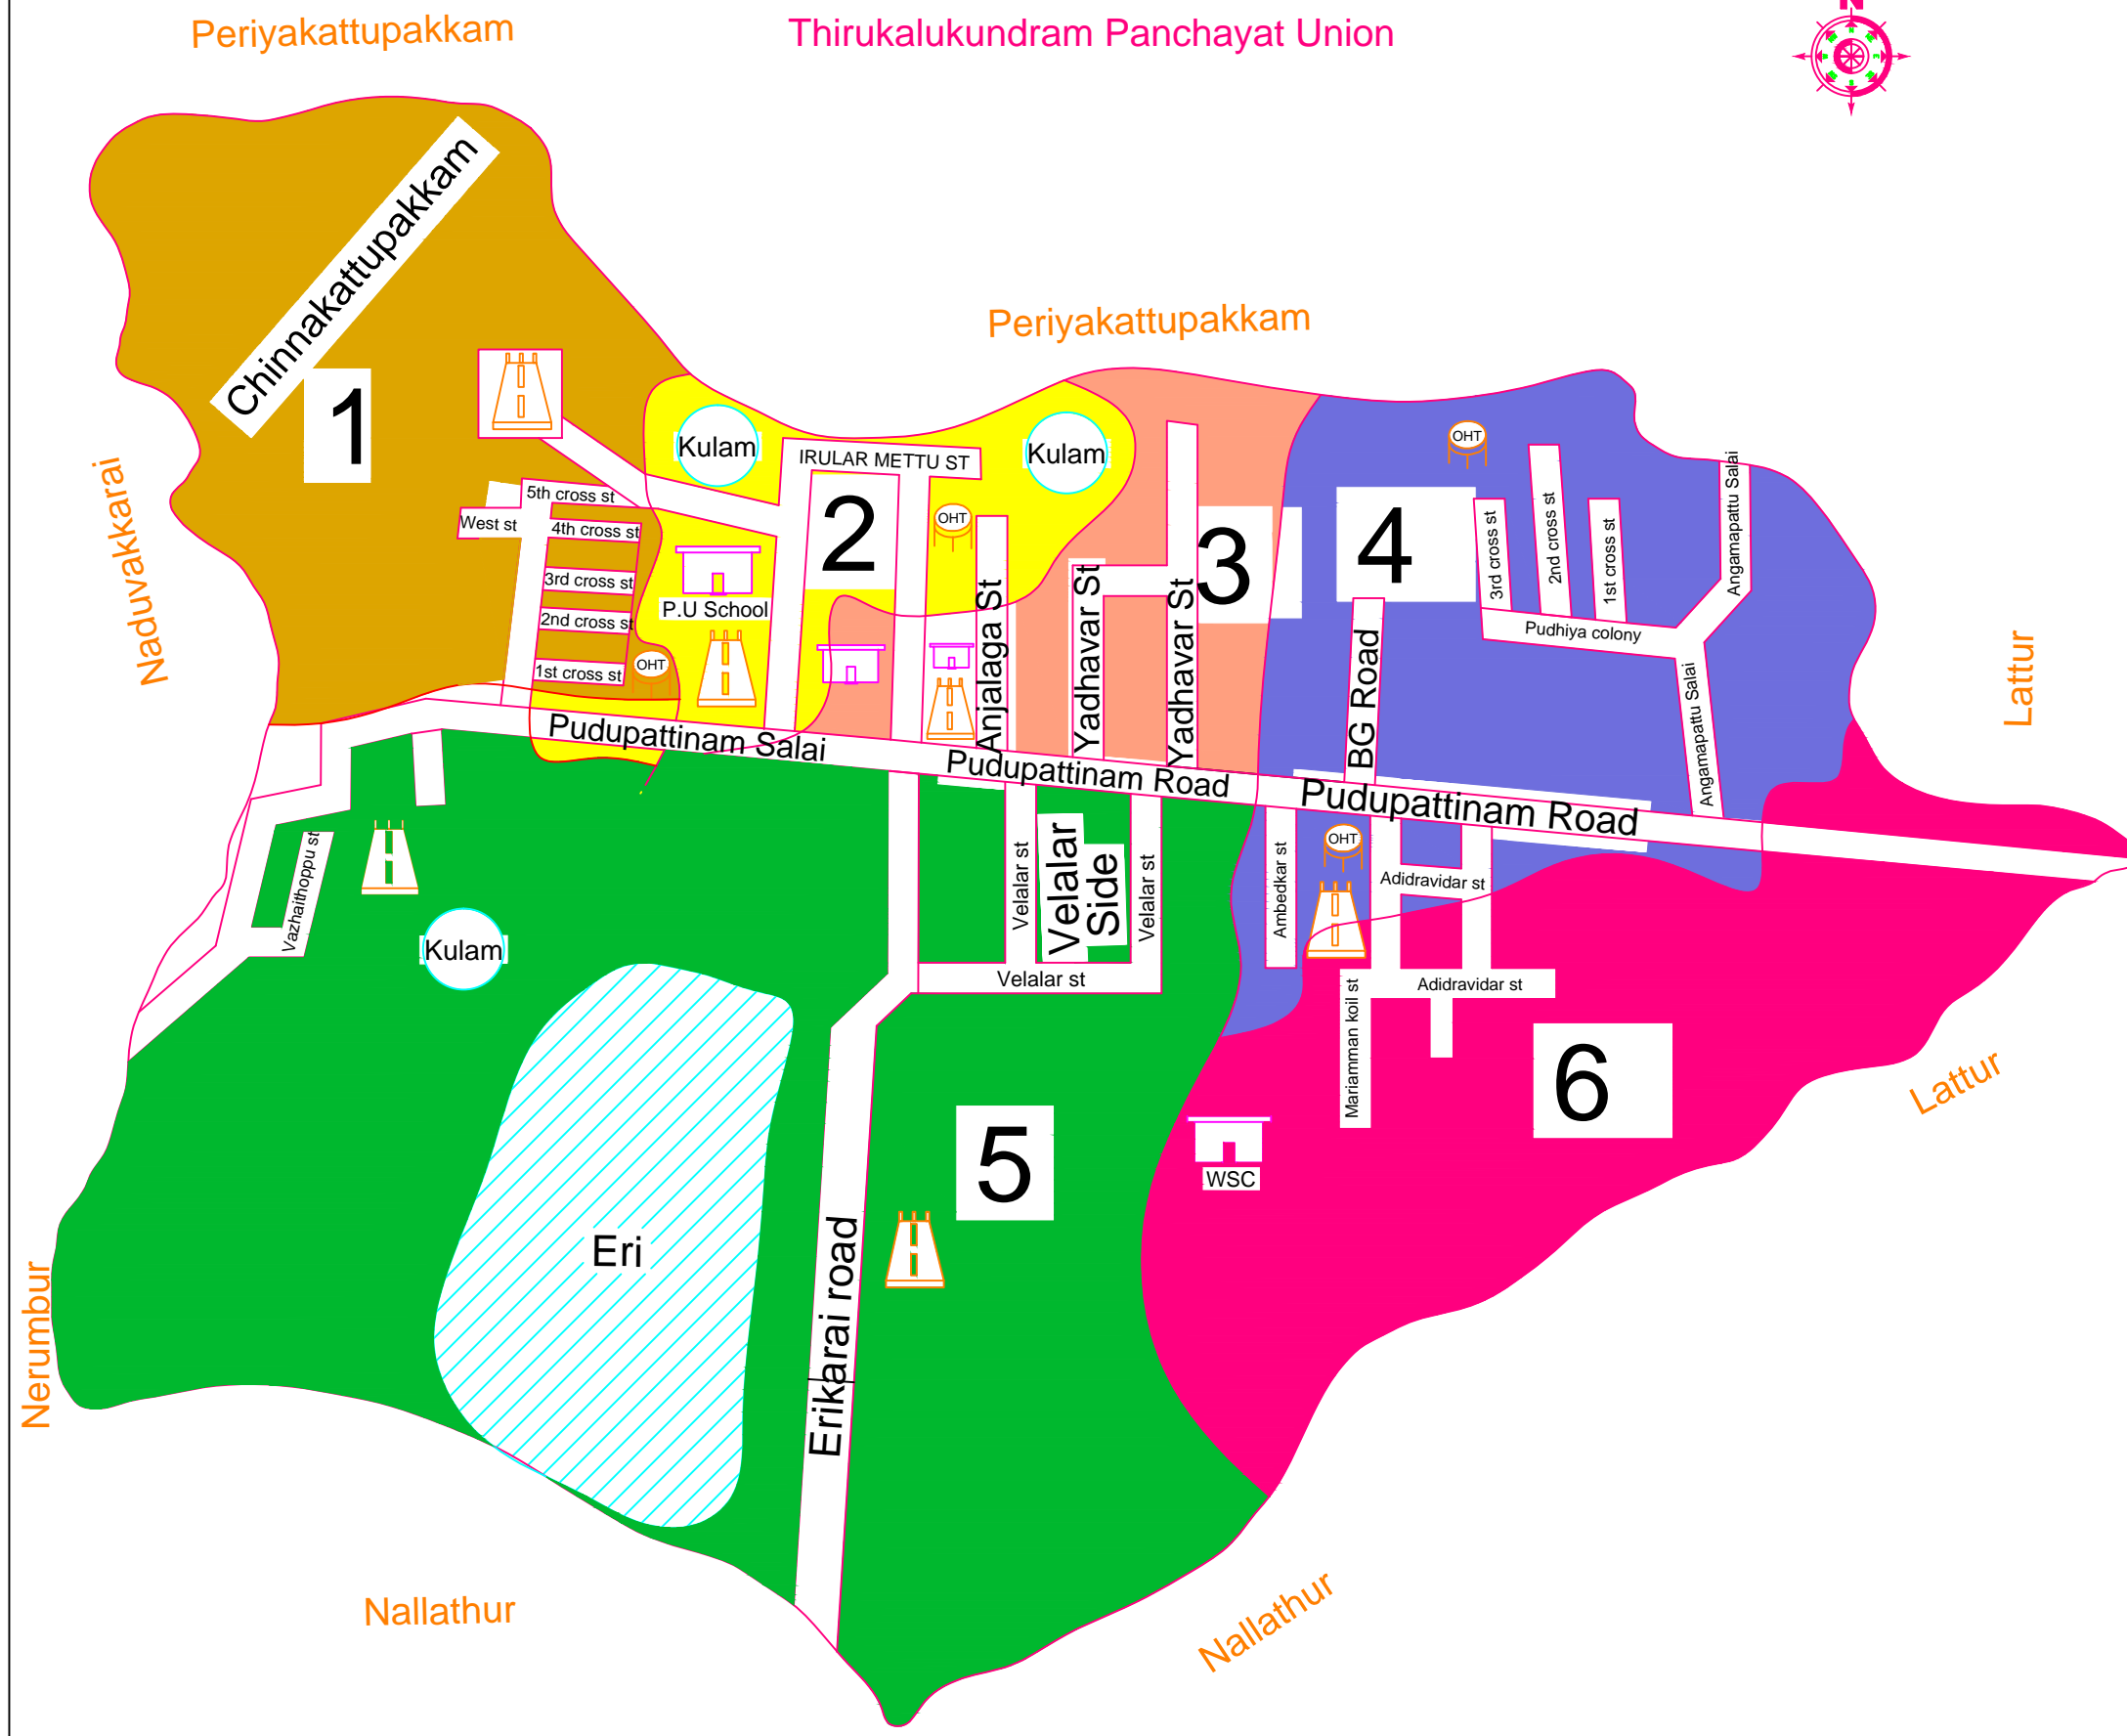 N
Periyakattupakkam
Thirukalukundram Panchayat Union
Chinnakattupakkam
Periyakattupakkam
1
Kulam
Kulam
IRULAR METTU ST
OHT
Naduvakkarai
5th cross st
West st
4th cross st
3rd cross st
2nd cross st
1st cross st
OHT
P.U School
2
OHT
3
4
3rd cross st
2nd cross st
1st cross st
Angamapattu Salai
Pudhiya colony
Angamapattu Salai
Anjalaga St
Yadhavar St
Yadhavar St
BG Road
Lattur
Pudupattinam Salai
Pudupattinam Road
Pudupattinam Road
Vazhaithoppu st
Kulam
Velalar st
Velalar
Side
Velalar st
Velalar st
Ambedkar st
OHT
Adidravidar st
Adidravidar st
Mariamman koil st
6
Lattur
5
WSC
Eri
Erikarai road
Nerumbur
Nallathur
Nallathur